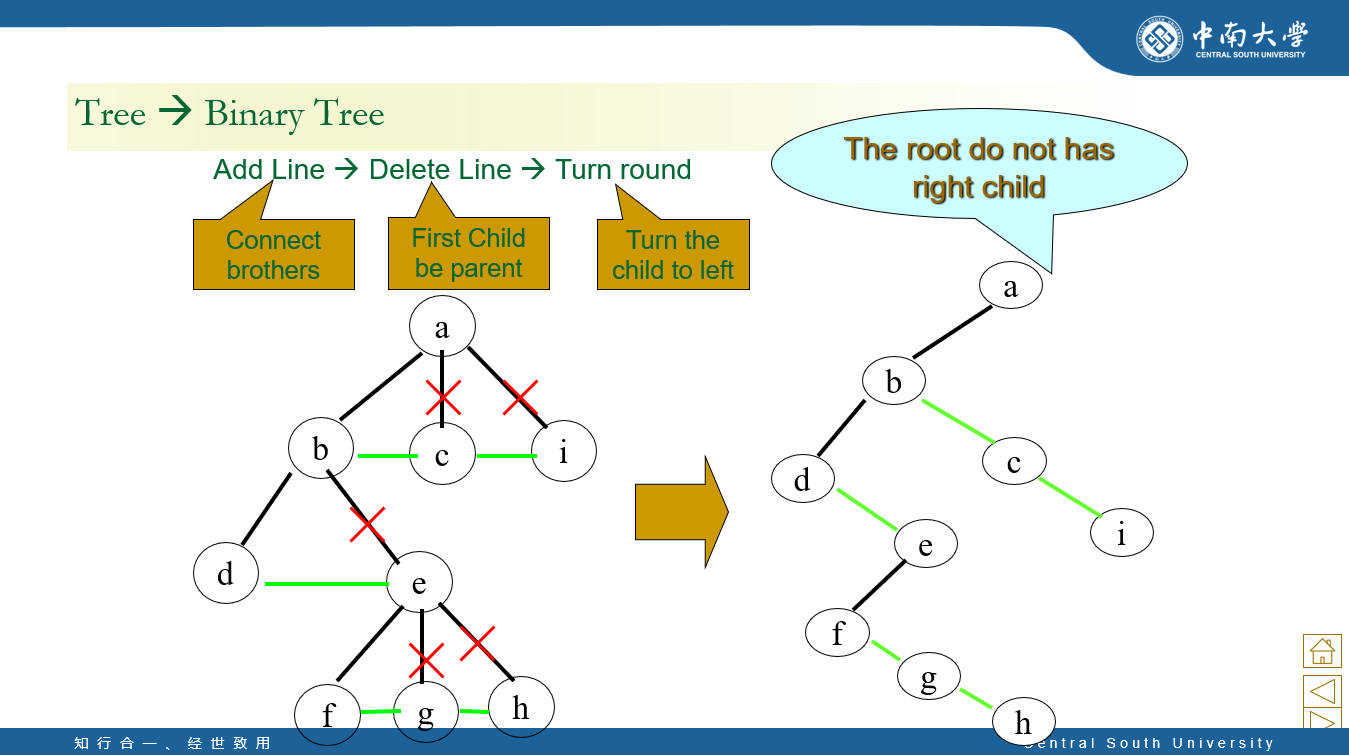 中南大学
CENTRAL SOUTH UNIVERSITY
Tree → Binary Tree
Add Line → Delete Line → Turn round
The root do not has
right child
Connect
brothers
First Child
be parent
Turn the
child to left
a
b
c
i
d
e
f
g
h
a
b
c
d
i
e
f
g
h
知行合一、经世致用
Central South University